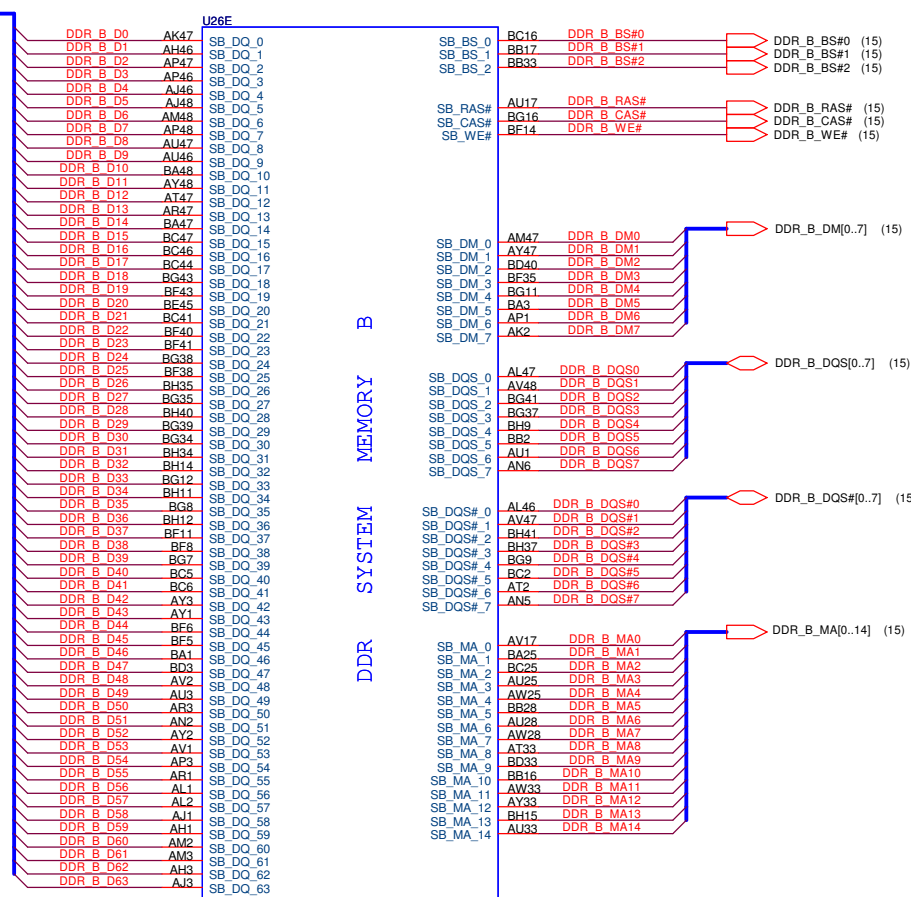 U26E
DDR_B_D0 AK47 SB_DQ_0 SB_BS_0 BC16 DDR_B_BS#0 DDR_B_BS#0 (15)
DDR_B_D1 AH46 SB_DQ_1 SB_BS_1 BB17 DDR_B_BS#1 DDR_B_BS#1 (15)
DDR_B_D2 AP47 SB_DQ_2 SB_BS_2 BB33 DDR_B_BS#2 DDR_B_BS#2 (15)
DDR_B_D3 AP46 SB_DQ_3
DDR_B_D4 AJ46 SB_DQ_4
DDR_B_D5 AJ48 SB_DQ_5 SB_RAS# AU17 DDR_B_RAS# DDR_B_RAS# (15)
DDR_B_D6 AM48 SB_DQ_6 SB_CAS# BG16 DDR_B_CAS# DDR_B_CAS# (15)
DDR_B_D7 AP48 SB_DQ_7 SB_WE# BF14 DDR_B_WE# DDR_B_WE# (15)
DDR_B_D8 AU47 SB_DQ_8
DDR_B_D9 AU46 SB_DQ_9
DDR_B_D10 BA48 SB_DQ_10
DDR_B_D11 AY48 SB_DQ_11
DDR_B_D12 AT47 SB_DQ_12
DDR_B_D13 AR47 SB_DQ_13
DDR_B_D14 BA47 SB_DQ_14 DDR_B_DM[0..7] (15)
DDR_B_D15 BC47 SB_DQ_15 SB_DM_0 AM47 DDR_B_DM0
DDR_B_D16 BC46 SB_DQ_16 SB_DM_1 AY47 DDR_B_DM1
DDR_B_D17 BC44 SB_DQ_17 SB_DM_2 BD40 DDR_B_DM2
DDR_B_D18 BG43 SB_DQ_18 SB_DM_3 BF35 DDR_B_DM3
DDR_B_D19 BF43 SB_DQ_19 SB_DM_4 BG11 DDR_B_DM4
DDR_B_D20 BE45 SB_DQ_20 SB_DM_5 BA3 DDR_B_DM5
DDR_B_D21 BC41 SB_DQ_21 SB_DM_6 AP1 DDR_B_DM6
DDR_B_D22 BF40 SB_DQ_22 SB_DM_7 AK2 DDR_B_DM7
DDR_B_D23 BF41 SB_DQ_23
DDR_B_D24 BG38 SB_DQ_24 DDR_B_DQS[0..7] (15)
DDR_B_D25 BF38 SB_DQ_25 SB_DQS_0 AL47 DDR_B_DQS0
DDR_B_D26 BH35 SB_DQ_26 SB_DQS_1 AV48 DDR_B_DQS1
DDR_B_D27 BG35 SB_DQ_27 SB_DQS_2 BG41 DDR_B_DQS2
DDR_B_D28 BH40 SB_DQ_28 SB_DQS_3 BG37 DDR_B_DQS3
DDR_B_D29 BG39 SB_DQ_29 SB_DQS_4 BH9 DDR_B_DQS4
DDR_B_D30 BG34 SB_DQ_30 SB_DQS_5 BB2 DDR_B_DQS5
DDR_B_D31 BH34 SB_DQ_31 SB_DQS_6 AU1 DDR_B_DQS6
DDR_B_D32 BH14 SB_DQ_32 SB_DQS_7 AN6 DDR_B_DQS7
DDR_B_D33 BG12 SB_DQ_33
DDR_B_D34 BH11 SB_DQ_34 DDR_B_DQS#[0..7] (15
DDR_B_D35 BG8 SB_DQ_35 SB_DQS#_0 AL46 DDR_B_DQS#0
DDR_B_D36 BH12 SB_DQ_36 SB_DQS#_1 AV47 DDR_B_DQS#1
DDR_B_D37 BF11 SB_DQ_37 SB_DQS#_2 BH41 DDR_B_DQS#2
DDR_B_D38 BF8 SB_DQ_38 SB_DQS#_3 BH37 DDR_B_DQS#3
DDR_B_D39 BG7 SB_DQ_39 SB_DQS#_4 BG9 DDR_B_DQS#4
DDR_B_D40 BC5 SB_DQ_40 SB_DQS#_5 BC2 DDR_B_DQS#5
DDR_B_D41 BC6 SB_DQ_41 SB_DQS#_6 AT2 DDR_B_DQS#6
DDR_B_D42 AY3 SB_DQ_42 SB_DQS#_7 AN5 DDR_B_DQS#7
DDR_B_D43 AY1 SB_DQ_43
DDR_B_D44 BF6 SB_DQ_44 DDR_B_MA[0..14] (15)
DDR_B_D45 BF5 SB_DQ_45 SB_MA_0 AV17 DDR_B_MA0
DDR_B_D46 BA1 SB_DQ_46 SB_MA_1 BA25 DDR_B_MA1
DDR_B_D47 BD3 SB_DQ_47 SB_MA_2 BC25 DDR_B_MA2
DDR_B_D48 AV2 SB_DQ_48 SB_MA_3 AU25 DDR_B_MA3
DDR_B_D49 AU3 SB_DQ_49 SB_MA_4 AW25 DDR_B_MA4
DDR_B_D50 AR3 SB_DQ_50 SB_MA_5 BB28 DDR_B_MA5
DDR_B_D51 AN2 SB_DQ_51 SB_MA_6 AU28 DDR_B_MA6
DDR_B_D52 AY2 SB_DQ_52 SB_MA_7 AW28 DDR_B_MA7
DDR_B_D53 AV1 SB_DQ_53 SB_MA_8 AT33 DDR_B_MA8
DDR_B_D54 AP3 SB_DQ_54 SB_MA_9 BD33 DDR_B_MA9
DDR_B_D55 AR1 SB_DQ_55 SB_MA_10 BB16 DDR_B_MA10
DDR_B_D56 AL1 SB_DQ_56 SB_MA_11 AW33 DDR_B_MA11
DDR_B_D57 AL2 SB_DQ_57 SB_MA_12 AY33 DDR_B_MA12
DDR_B_D58 AJ1 SB_DQ_58 SB_MA_13 BH15 DDR_B_MA13
DDR_B_D59 AH1 SB_DQ_59 SB_MA_14 AU33 DDR_B_MA14
DDR_B_D60 AM2 SB_DQ_60
DDR_B_D61 AM3 SB_DQ_61
DDR_B_D62 AH3 SB_DQ_62
DDR_B_D63 AJ3 SB_DQ_63
DDR SYSTEM MEMORY B